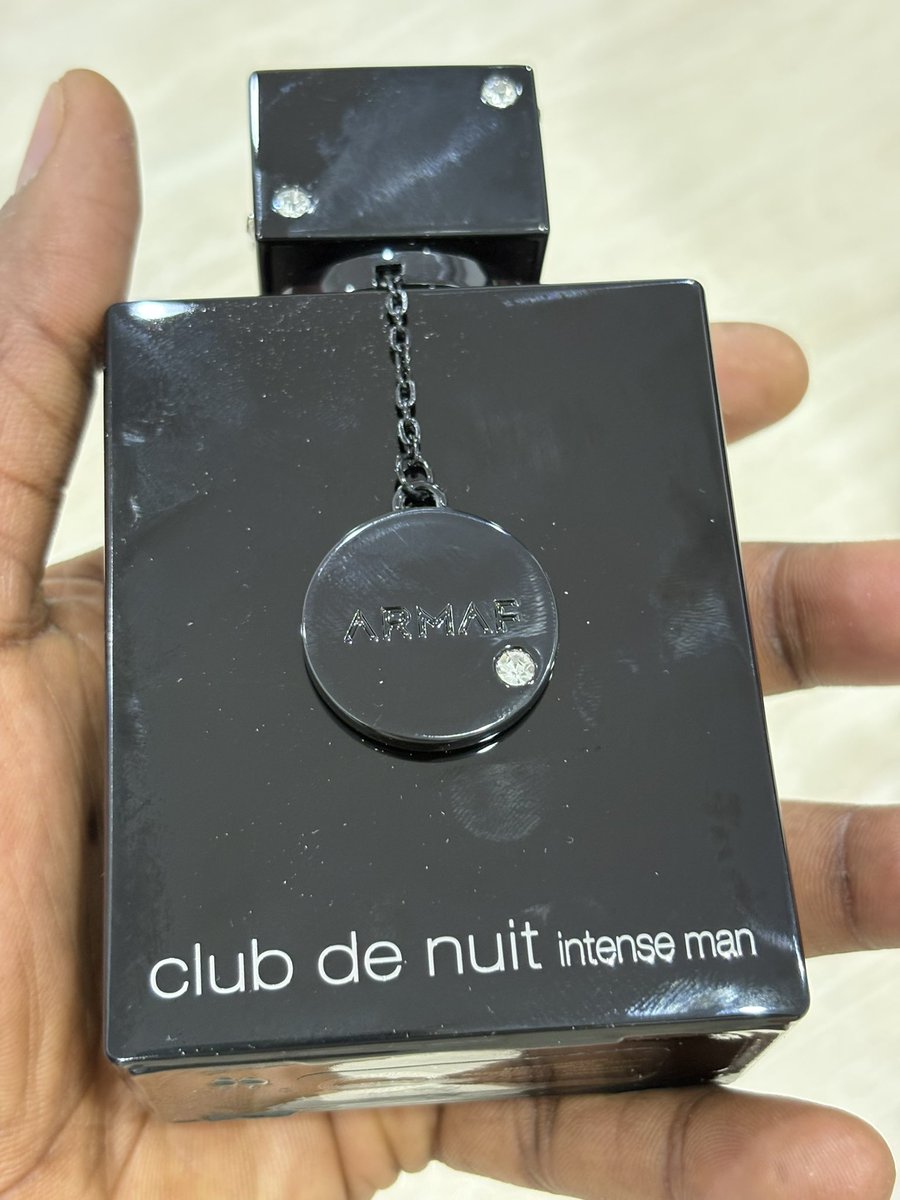 ARMAF
club de nuit intense man